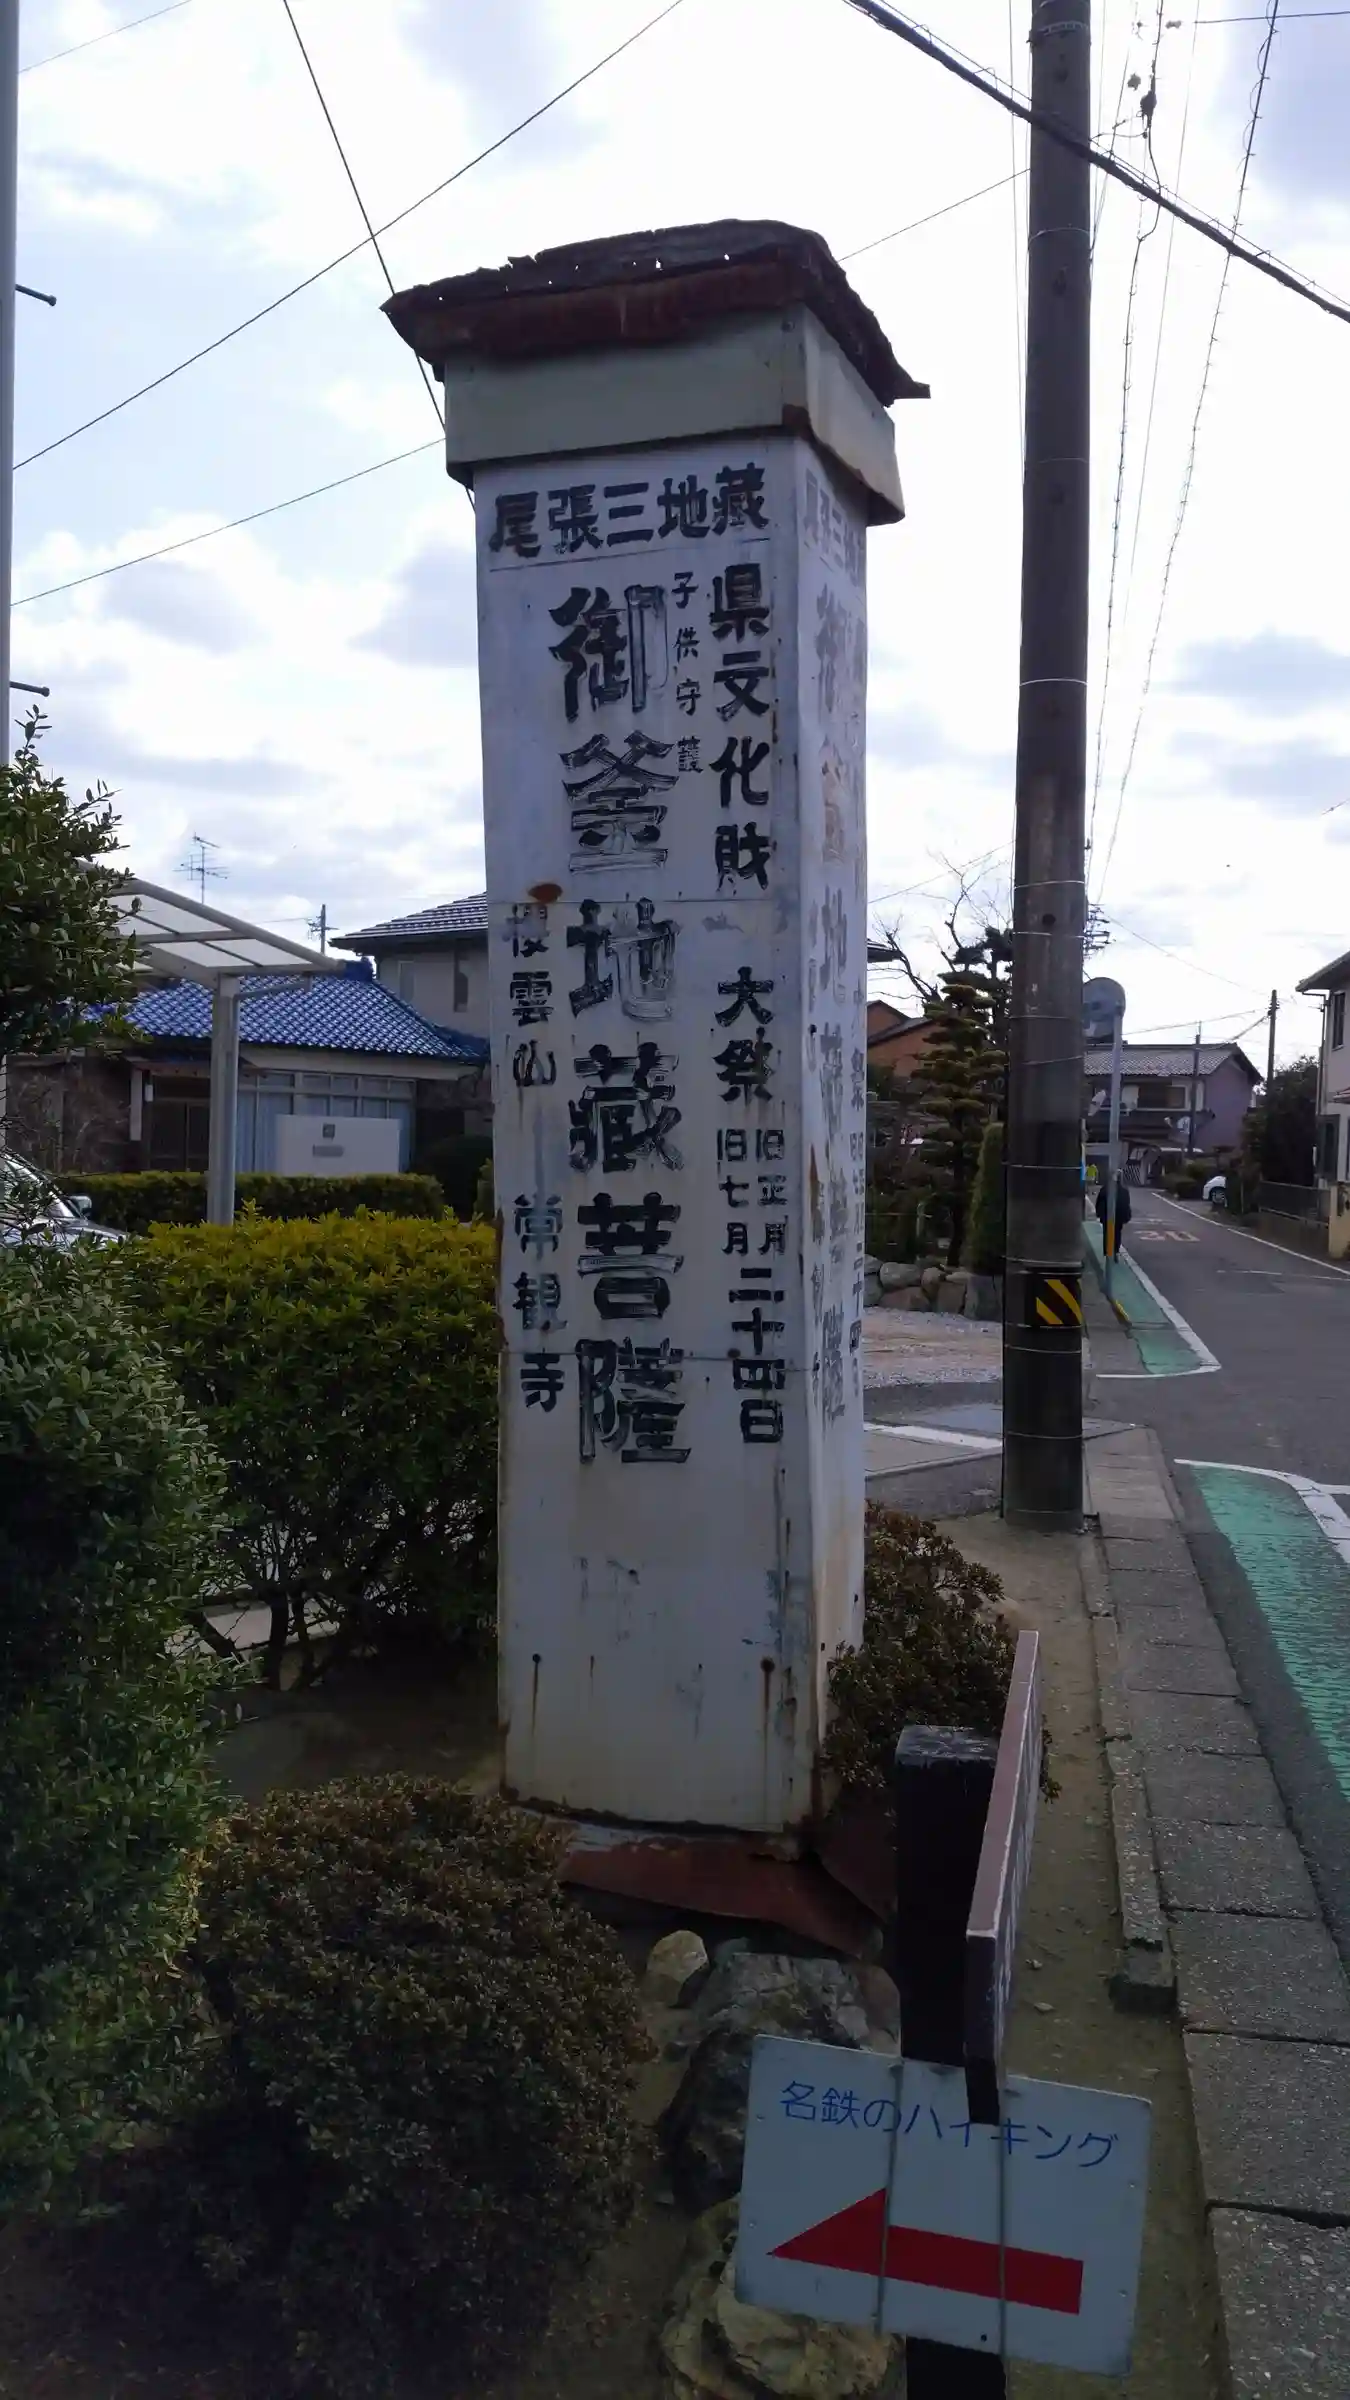 尾張三地蔵
県文化財
大祭 旧正月 旧七月 二十四日
子供守護
御釜地蔵菩薩
雲山 常観寺
名鉄のハイキング
30